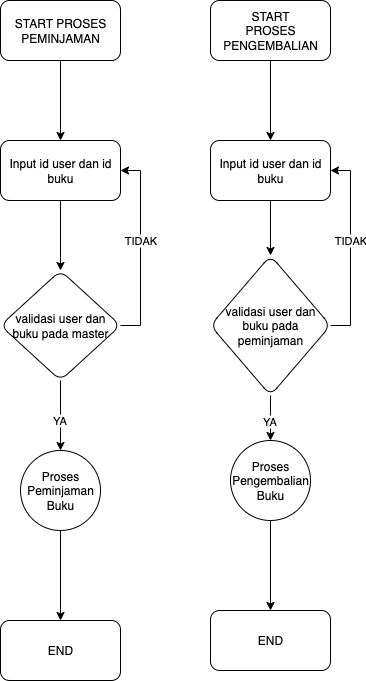 START PROSES
PEMINJAMAN
Input id user dan id
buku
TIDAK
validasi user dan
buku pada master
YA
Proses
Peminjaman
Buku
END
START
PROSES
PENGEMBALIAN
Input id user dan id
buku
TIDAK
validasi user dan
buku pada
peminjaman
YA
Proses
Pengembalian
Buku
END